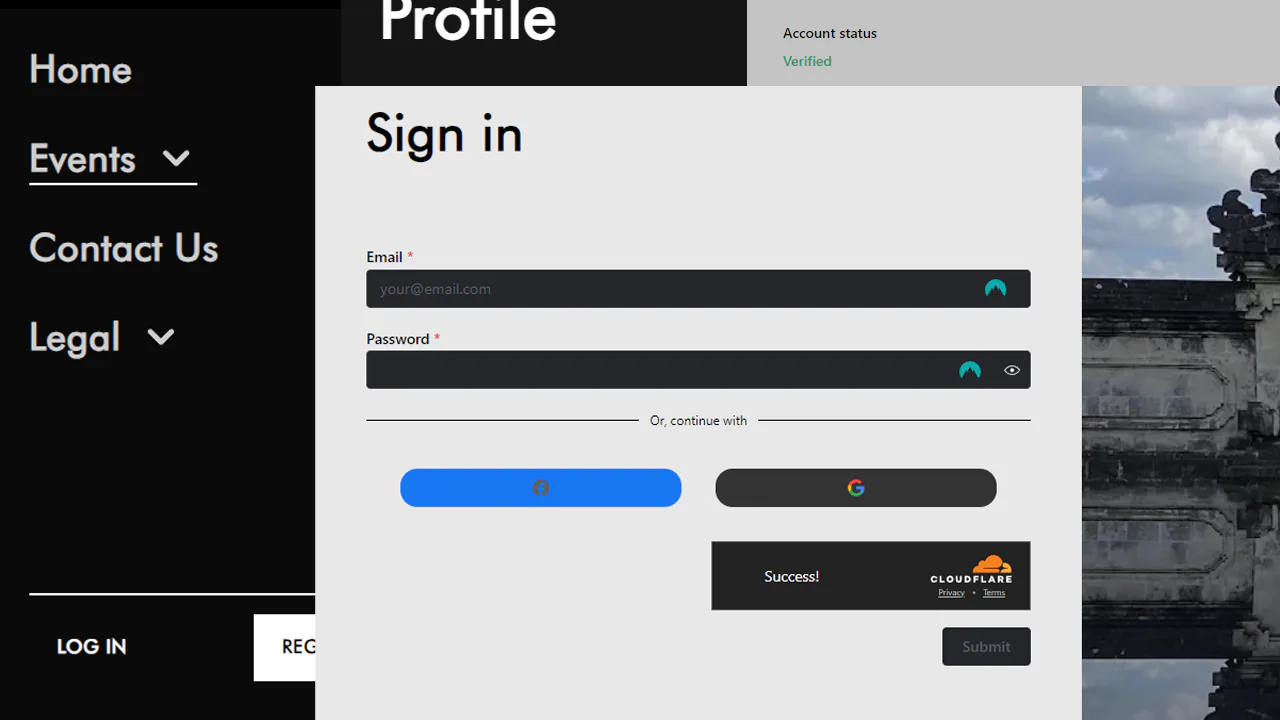 Profile
Account status
Verified
Home
Events
Contact Us
Legal
LOG IN
REG
Sign in
Email *
your@email.com
Password *
Or, continue with
Success!
CLOUDFLARE
Privacy • Terms
Submit